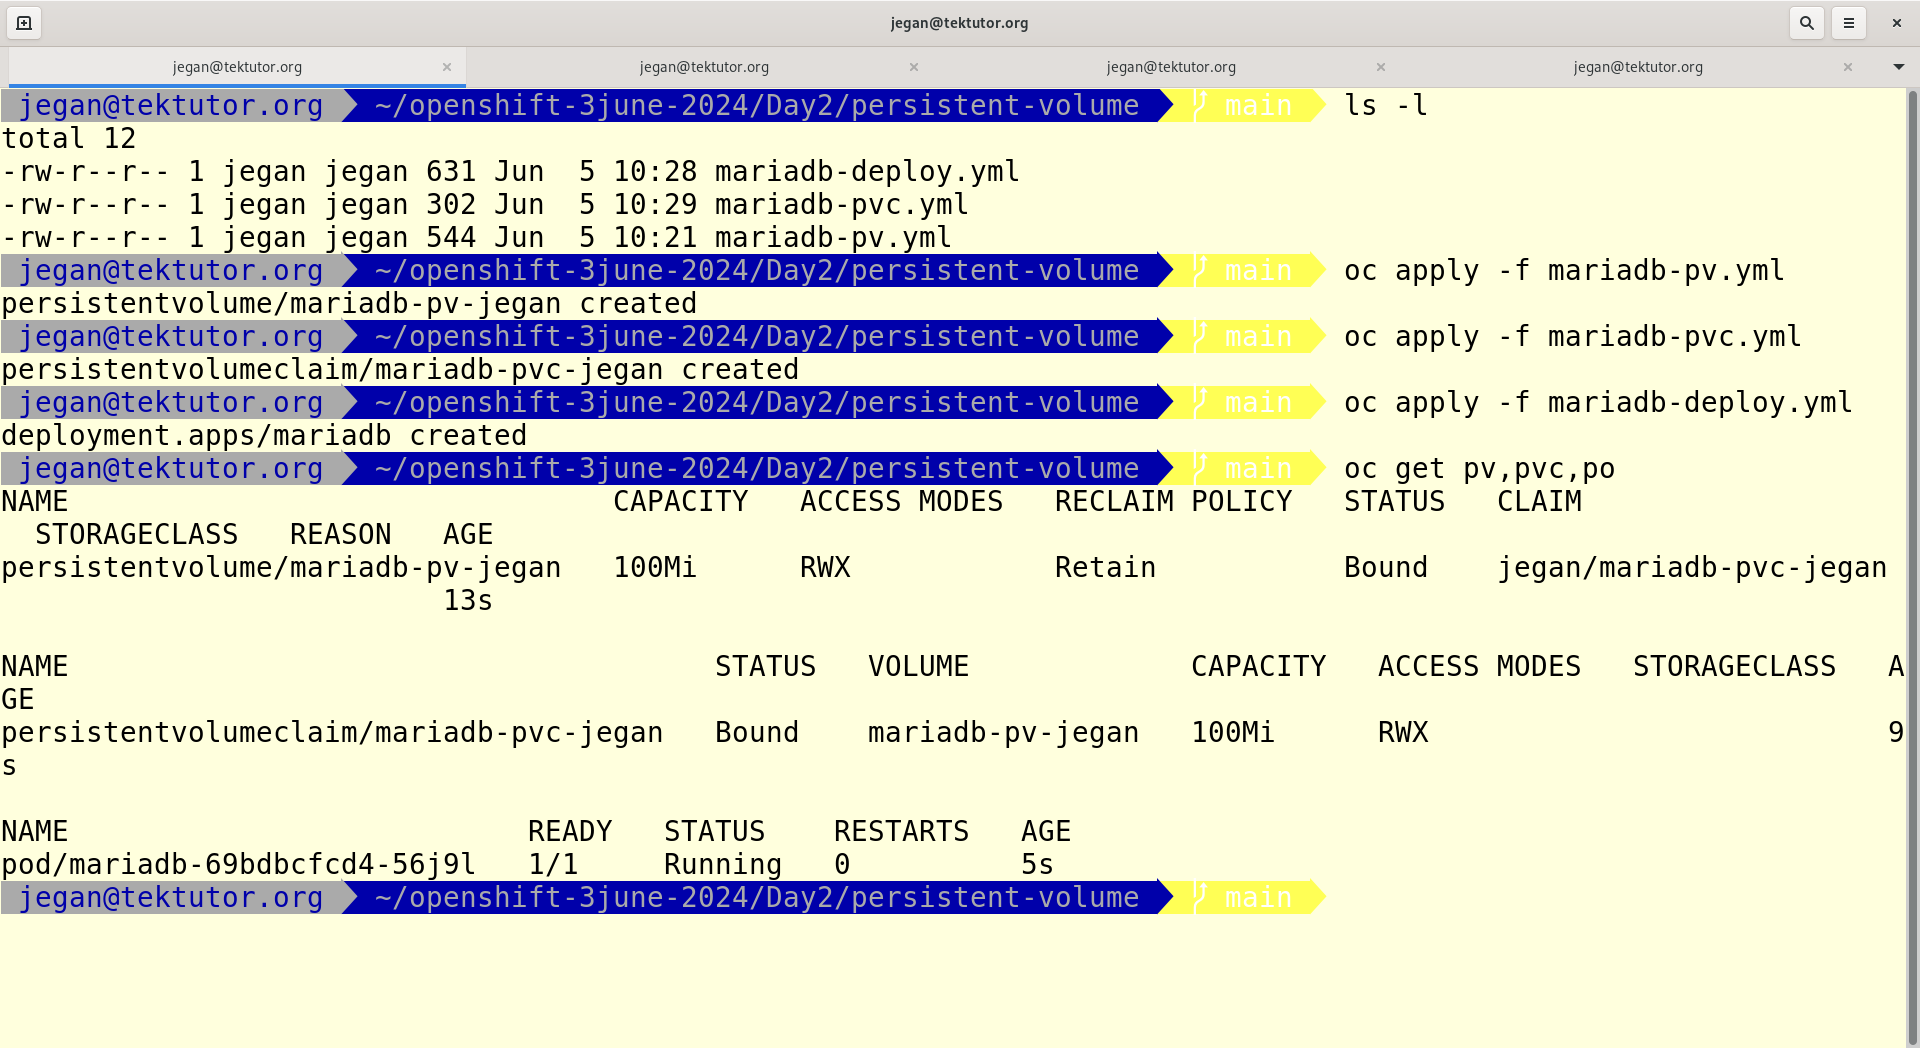 jegan@tektutor.org
jegan@tektutor.org jegan@tektutor.org jegan@tektutor.org jegan@tektutor.org
jegan@tektutor.org ~/openshift-3june-2024/Day2/persistent-volume main ls -l
total 12
-rw-r--r-- 1 jegan jegan 631 Jun  5 10:28 mariadb-deploy.yml
-rw-r--r-- 1 jegan jegan 302 Jun  5 10:29 mariadb-pvc.yml
-rw-r--r-- 1 jegan jegan 544 Jun  5 10:21 mariadb-pv.yml
jegan@tektutor.org ~/openshift-3june-2024/Day2/persistent-volume main oc apply -f mariadb-pv.yml
persistentvolume/mariadb-pv-jegan created
jegan@tektutor.org ~/openshift-3june-2024/Day2/persistent-volume main oc apply -f mariadb-pvc.yml
persistentvolumeclaim/mariadb-pvc-jegan created
jegan@tektutor.org ~/openshift-3june-2024/Day2/persistent-volume main oc apply -f mariadb-deploy.yml
deployment.apps/mariadb created
jegan@tektutor.org ~/openshift-3june-2024/Day2/persistent-volume main oc get pv,pvc,po
NAME CAPACITY ACCESS MODES RECLAIM POLICY STATUS CLAIM
STORAGECLASS REASON AGE
persistentvolume/mariadb-pv-jegan 100Mi RWX Retain Bound jegan/mariadb-pvc-jegan
13s
NAME STATUS VOLUME CAPACITY ACCESS MODES STORAGECLASS A
GE
persistentvolumeclaim/mariadb-pvc-jegan Bound mariadb-pv-jegan 100Mi RWX 9
s
NAME READY STATUS RESTARTS AGE
pod/mariadb-69bdbcfcd4-56j9l 1/1 Running 0 5s
jegan@tektutor.org ~/openshift-3june-2024/Day2/persistent-volume main